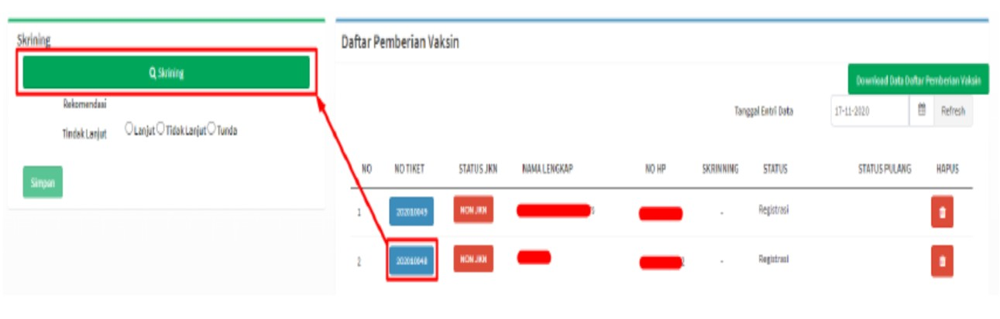 Skrining
Skrining
Rekomendasi
Tindak Lanjut Lanjut Tidak Lanjut Tunda
Simpan
Daftar Pemberian Vaksin
Download Data Daftar Pemberian Vaksin
Tanggal Entri Data 17-11-2020 Refresh
NO NO TIKET STATUS JKN NAMA LENGKAP NO HP SKRINNING STATUS STATUS PULANG HAPUS
1 202010049 NON JKN - Registrasi
2 202010048 NON JKN - Registrasi